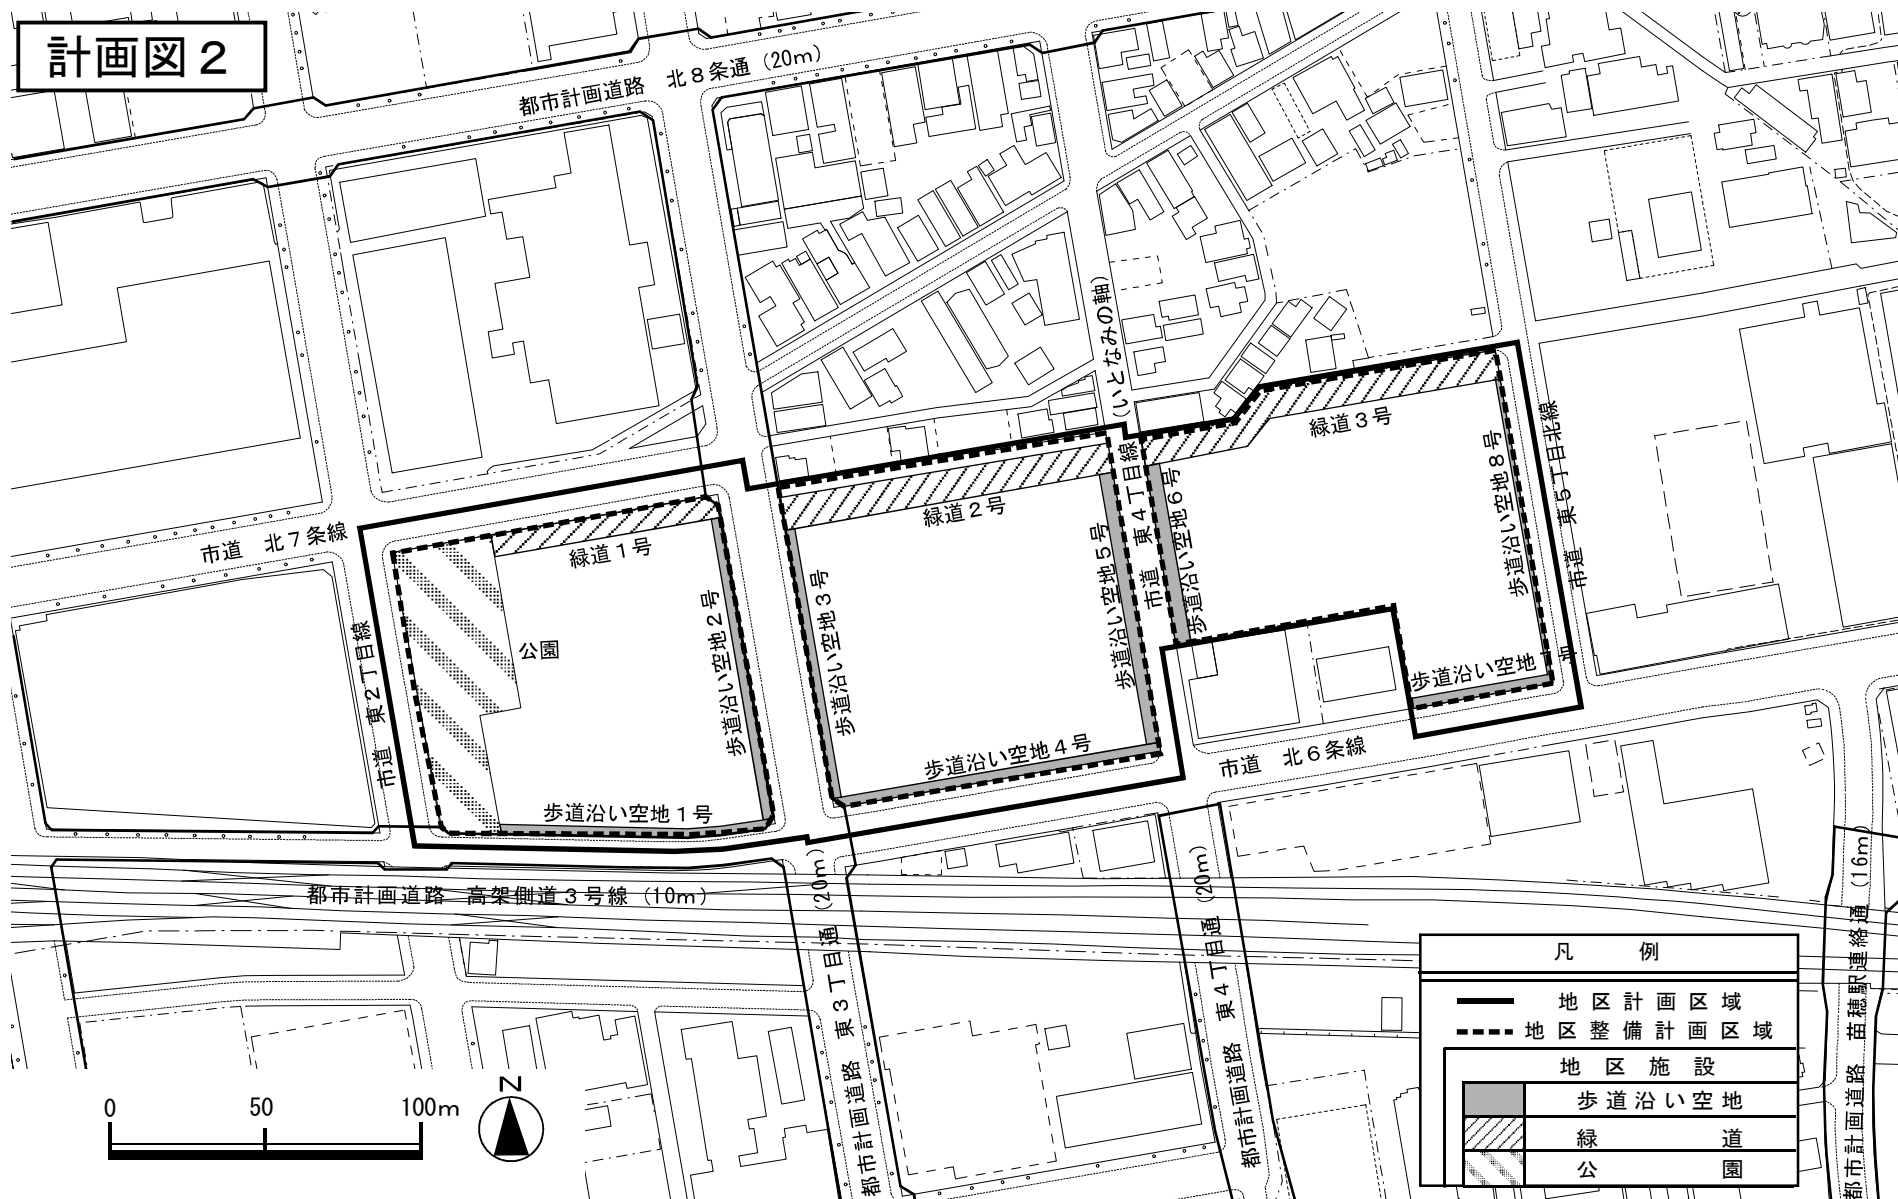 計画図２
都市計画道路　北８条通（20m）
（いとなみの軸）
緑道３号
市道　東５丁目北線
歩道沿い空地８号
歩道沿い空地６号
市道　東４丁目線
歩道沿い空地５号
緑道２号
市道　北７条線
緑道１号
歩道沿い空地２号
歩道沿い空地３号
公園
市道　東２丁目線
歩道沿い空地７号
歩道沿い空地４号
市道　北６条線
歩道沿い空地１号
都市計画道路　高架側道３号線（10m）
都市計画道路　東３丁目通（20m）
都市計画道路　東４丁目通（20m）
都市計画道路　苗穂駅連絡通（16m）
凡例
地区計画区域
地区整備計画区域
地区施設
歩道沿い空地
緑道
公園
0 50 100m
N